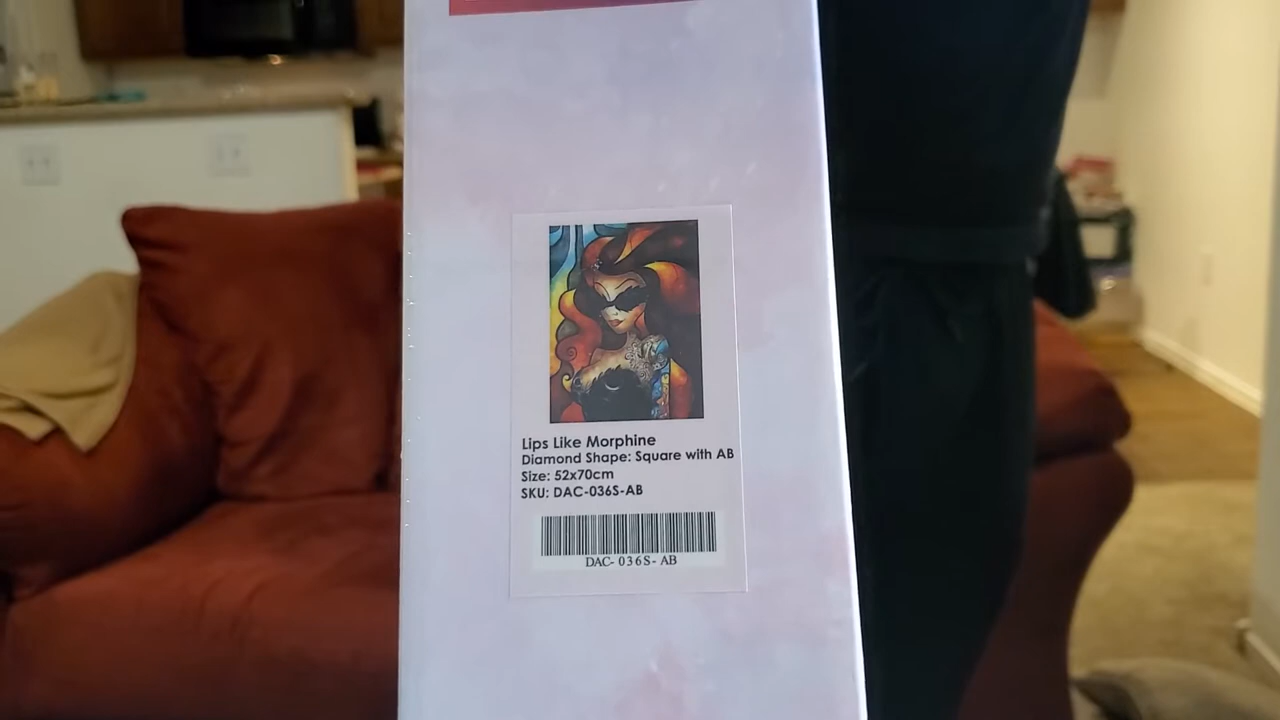 Lips Like Morphine
Diamond Shape: Square with AB
Size: 52x70cm
SKU: DAC-036S-AB
DAC- 036S- AB